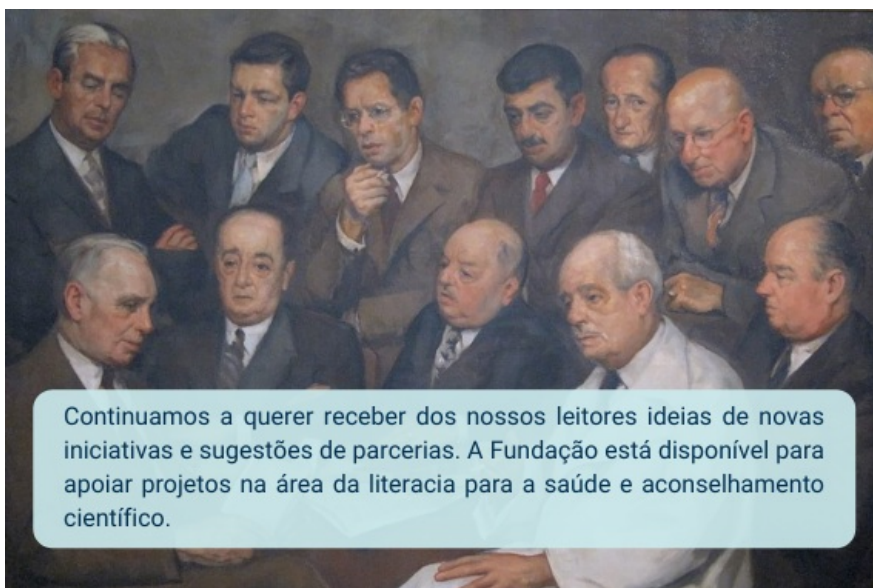 Continuamos a querer receber dos nossos leitores ideias de novas
iniciativas e sugestões de parcerias. A Fundação está disponível para
apoiar projetos na área da literacia para a saúde e aconselhamento
científico.